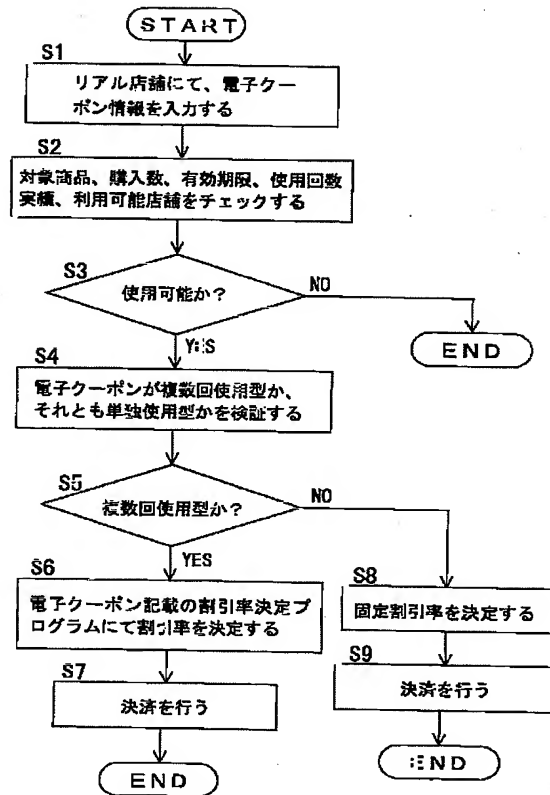 START
S1
リアル店舗にて、電子クー
ポン情報を入力する
S2
対象商品、購入数、有効期限、使用回数
実績、利用可能店舗をチェックする
S3
使用可能か？
NO
END
YES
S4
電子クーポンが複数回使用型か、
それとも単独使用型かを検証する
S5
複数回使用型か？
NO
YES
S6
電子クーポン記載の割引率決定プ
ログラムにて割引率を決定する
S8
固定割引率を決定する
S7
決済を行う
S9
決済を行う
END
END